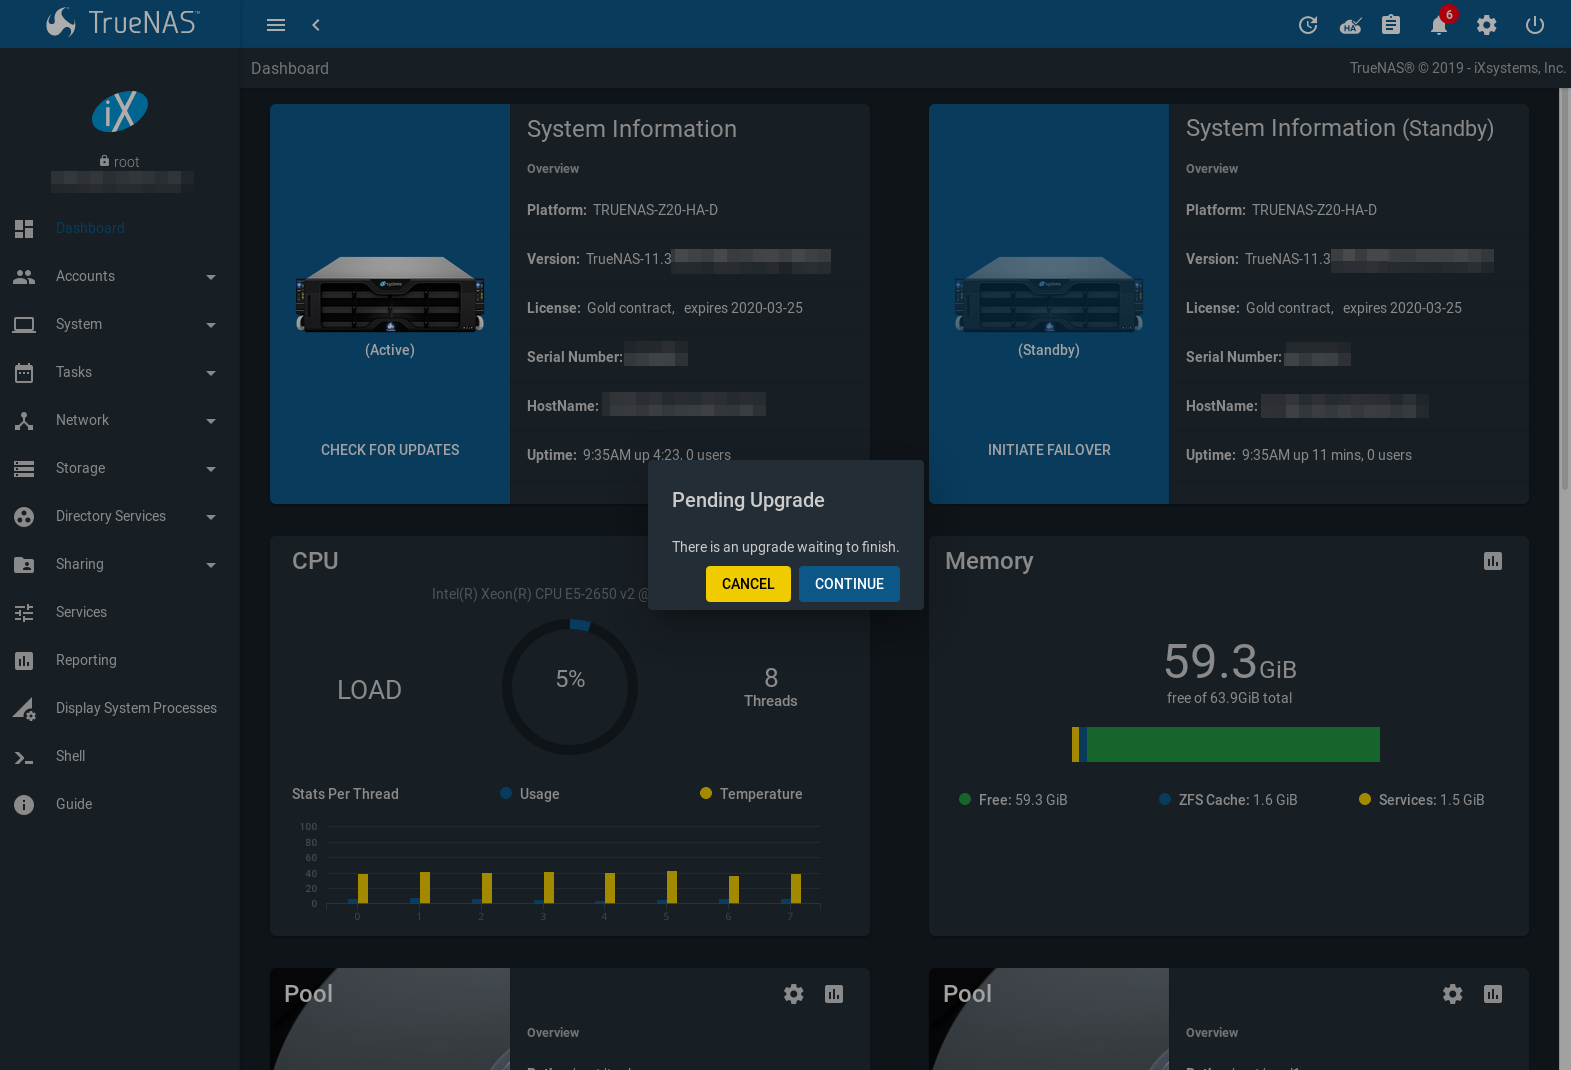 TrueNAS™
HA
6
Dashboard
TrueNAS® © 2019 - iXsystems, Inc.
iX
root
Dashboard
Accounts
System
Tasks
Network
Storage
Directory Services
Sharing
Services
Reporting
Display System Processes
Shell
Guide
(Active)
CHECK FOR UPDATES
System Information
Overview
Platform: TRUENAS-Z20-HA-D
Version: TrueNAS-11.3
License: Gold contract, expires 2020-03-25
Serial Number:
HostName:
Uptime: 9:35AM up 4:23, 0 users
(Standby)
INITIATE FAILOVER
System Information (Standby)
Overview
Platform: TRUENAS-Z20-HA-D
Version: TrueNAS-11.3
License: Gold contract, expires 2020-03-25
Serial Number:
HostName:
Uptime: 9:35AM up 11 mins, 0 users
Pending Upgrade
There is an upgrade waiting to finish.
CANCEL CONTINUE
CPU
Intel(R) Xeon(R) CPU E5-2650 v2 @
LOAD
5%
8
Threads
Stats Per Thread Usage Temperature
100
80
60
40
20
0
0 1 2 3 4 5 6 7
Memory
59.3GiB
free of 63.9GiB total
Free: 59.3 GiB ZFS Cache: 1.6 GiB Services: 1.5 GiB
Pool
Overview
Pool
Overview